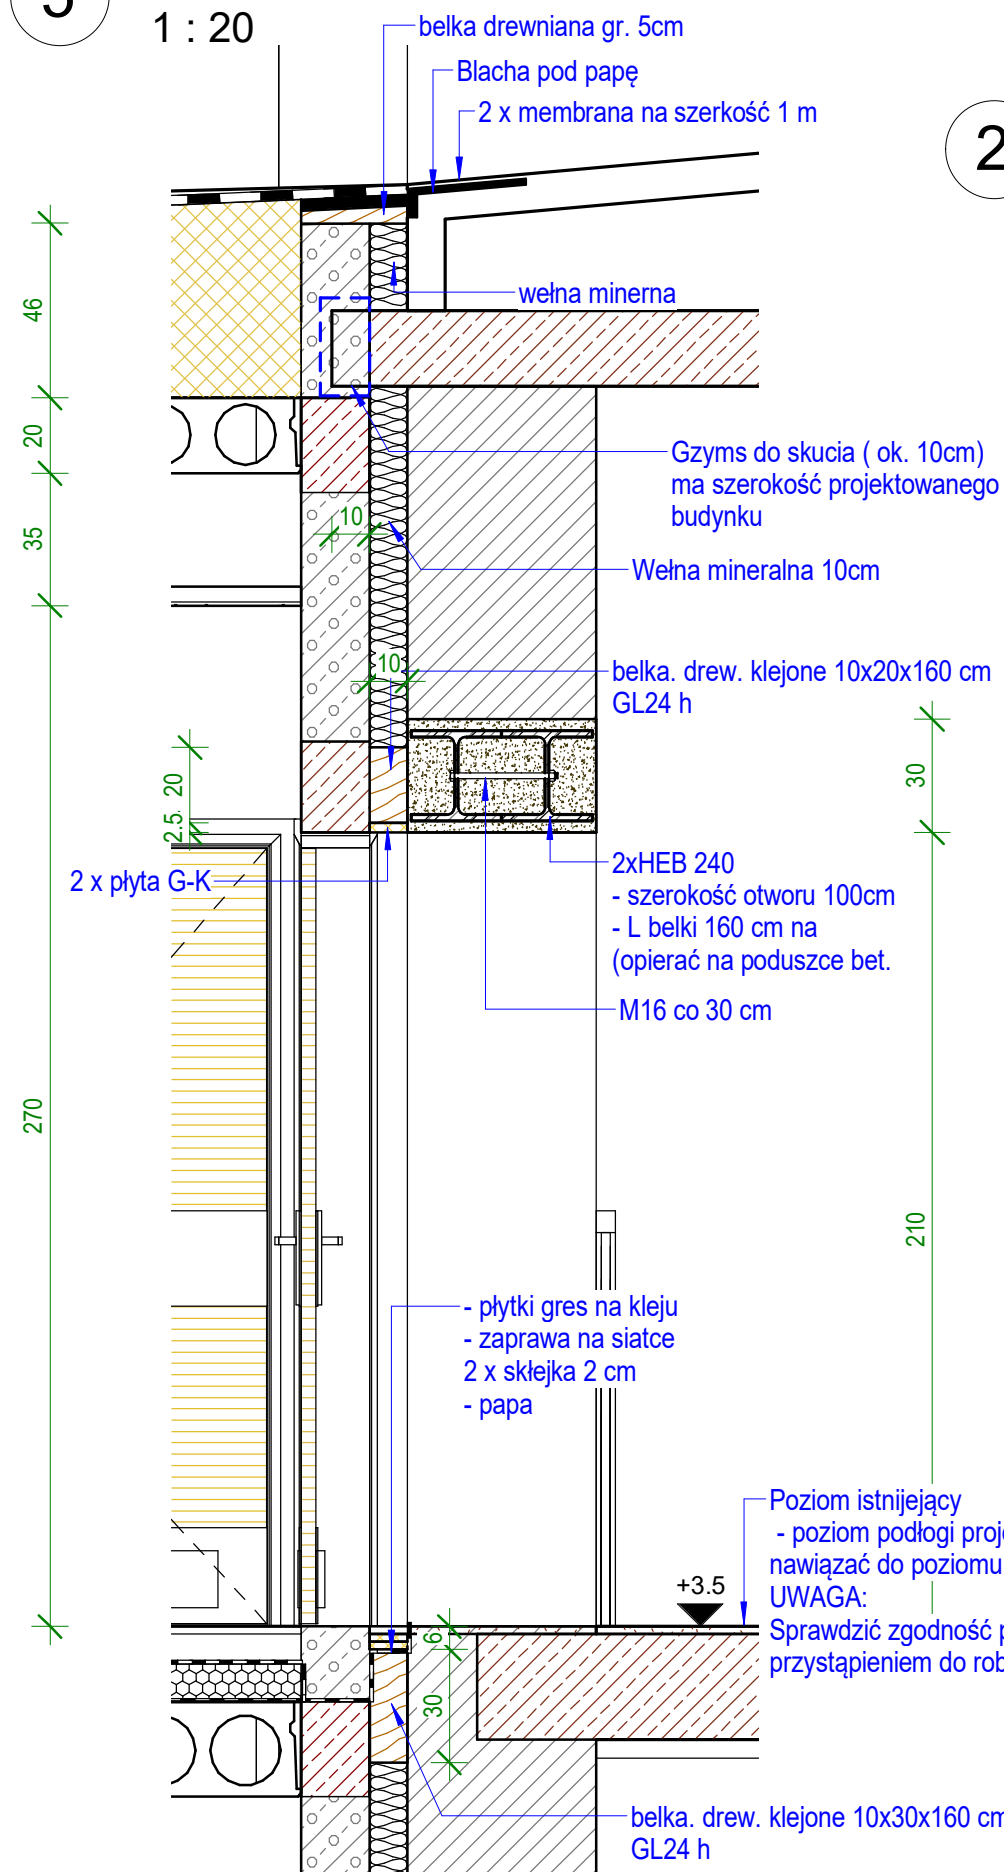 5
1 : 20
belka drewniana gr. 5cm
Blacha pod papę
2 x membrana na szerkość 1 m
2
46
wełna minerna
20
Gzyms do skucia ( ok. 10cm)
ma szerokość projektowanego
budynku
10
35
Wełna mineralna 10cm
10
belka. drew. klejone 10x20x160 cm
GL24 h
20
30
2.5
2 x płyta G-K
2xHEB 240
- szerokość otworu 100cm
- L belki 160 cm na
(opierać na poduszce bet.
M16 co 30 cm
270
210
- płytki gres na kleju
- zaprawa na siatce
2 x skłejka 2 cm
- papa
Poziom istnijejący
- poziom podłogi proj
nawiązać do poziomu
UWAGA:
Sprawdzić zgodność
przystąpieniem do rob
+3.5
6
30
belka. drew. klejone 10x30x160 cm
GL24 h